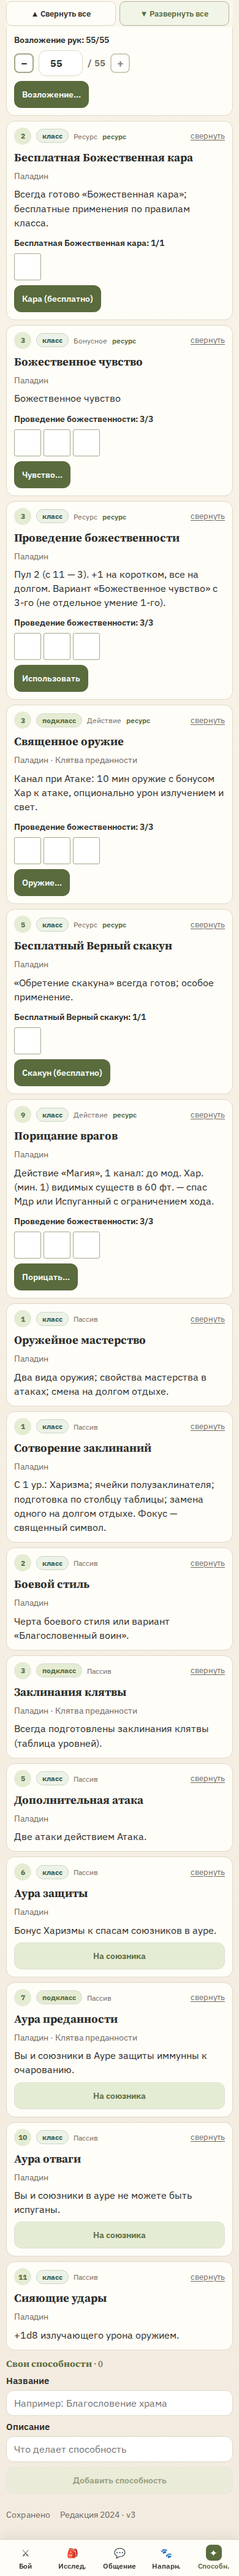 ▲ Свернуть все ▼ Развернуть все
Возложение рук: 55/55
− 55 / 55 +
Возложение...
2 класс Ресурс ресурс свернуть
Бесплатная Божественная кара
Паладин
Всегда готово «Божественная кара»;
бесплатные применения по правилам
класса.
Бесплатная Божественная кара: 1/1
Кара (бесплатно)
3 класс Бонусное ресурс свернуть
Божественное чувство
Паладин
Божественное чувство
Проведение божественности: 3/3
Чувство...
3 класс Ресурс ресурс свернуть
Проведение божественности
Паладин
Пул 2 (с 11 — 3). +1 на коротком, все на
долгом. Вариант «Божественное чувство» с
3-го (не отдельное умение 1-го).
Проведение божественности: 3/3
Использовать
3 подкласс Действие ресурс свернуть
Священное оружие
Паладин · Клятва преданности
Канал при Атаке: 10 мин оружие с бонусом
Хар к атаке, опционально урон излучением и
свет.
Проведение божественности: 3/3
Оружие...
5 класс Ресурс ресурс свернуть
Бесплатный Верный скакун
Паладин
«Обретение скакуна» всегда готов; особое
применение.
Бесплатный Верный скакун: 1/1
Скакун (бесплатно)
9 класс Действие ресурс свернуть
Порицание врагов
Паладин
Действие «Магия», 1 канал: до мод. Хар.
(мин. 1) видимых существ в 60 фт. — спас
Мдр или Испуганный с ограничением хода.
Проведение божественности: 3/3
Порицать...
1 класс Пассив свернуть
Оружейное мастерство
Паладин
Два вида оружия; свойства мастерства в
атаках; смена на долгом отдыхе.
1 класс Пассив свернуть
Сотворение заклинаний
Паладин
С 1 ур.: Харизма; ячейки полузаклинателя;
подготовка по столбцу таблицы; замена
одного на долгом отдыхе. Фокус —
священный символ.
2 класс Пассив свернуть
Боевой стиль
Паладин
Черта боевого стиля или вариант
«Благословенный воин».
3 подкласс Пассив свернуть
Заклинания клятвы
Паладин · Клятва преданности
Всегда подготовлены заклинания клятвы
(таблица уровней).
5 класс Пассив свернуть
Дополнительная атака
Паладин
Две атаки действием Атака.
6 класс Пассив свернуть
Аура защиты
Паладин
Бонус Харизмы к спасам союзников в ауре.
На союзника
7 подкласс Пассив свернуть
Аура преданности
Паладин · Клятва преданности
Вы и союзники в Ауре защиты иммунны к
очарованию.
На союзника
10 класс Пассив свернуть
Аура отваги
Паладин
Вы и союзники в ауре не можете быть
испуганы.
На союзника
11 класс Пассив свернуть
Сияющие удары
Паладин
+1d8 излучающего урона оружием.
Свои способности · 0
Название
Например: Благословение храма
Описание
Что делает способность
Добавить способность
Сохранено Редакция 2024 · v3
Бой Исслед. Общение Напарн. Способн.